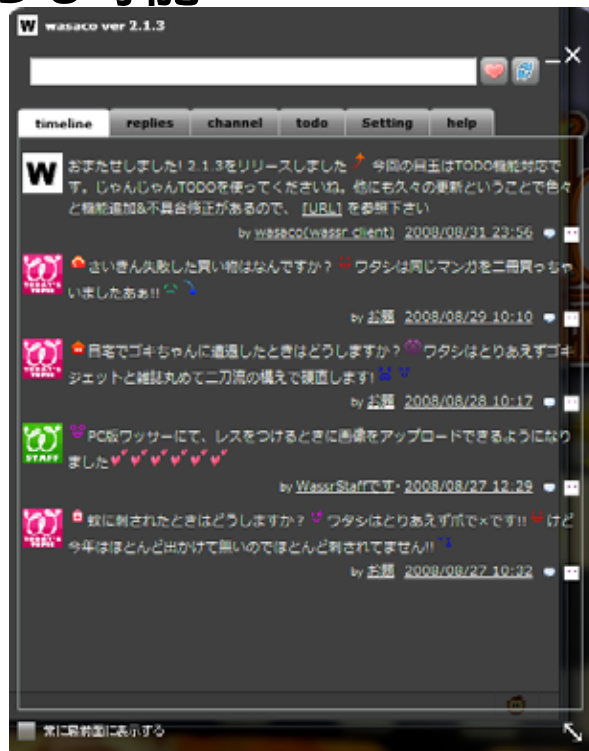 wasaco ver 2.1.3
timeline replies channel todo Setting help
W おまたせしました! 2.1.3をリリースしました 今回の目玉はTODO機能対応で
す。じゃんじゃんTODOを使ってくださいね。他にも久々の更新ということで色々
と機能追加&不具合修正があるので、 [URL] を参照下さい
by wasaco(wassr client) 2008/08/31 23:56
さいきん失敗した買い物はなんですか? ワタシは同じマンガを二冊買っちゃ
いましたあぁ!!
by お題 2008/08/29 10:10
自宅でゴキちゃんに遭遇したときはどうしますか? ワタシはとりあえずゴキ
ジェットと雑誌丸めて二刀流の構えで硬直します!
by お題 2008/08/28 10:17
STAFF PC版ワッサーにて、レスをつけるときに画像をアップロードできるようになり
ました
by WassrStaffです 2008/08/27 12:29
TODAY'S TOPIC 蚊に刺されたときはどうしますか? ワタシはとりあえず爪で×です!! けど
今年はほとんど出かけて無いのでほとんど刺されてません!!
by お題 2008/08/27 10:32
常に最前面に表示する